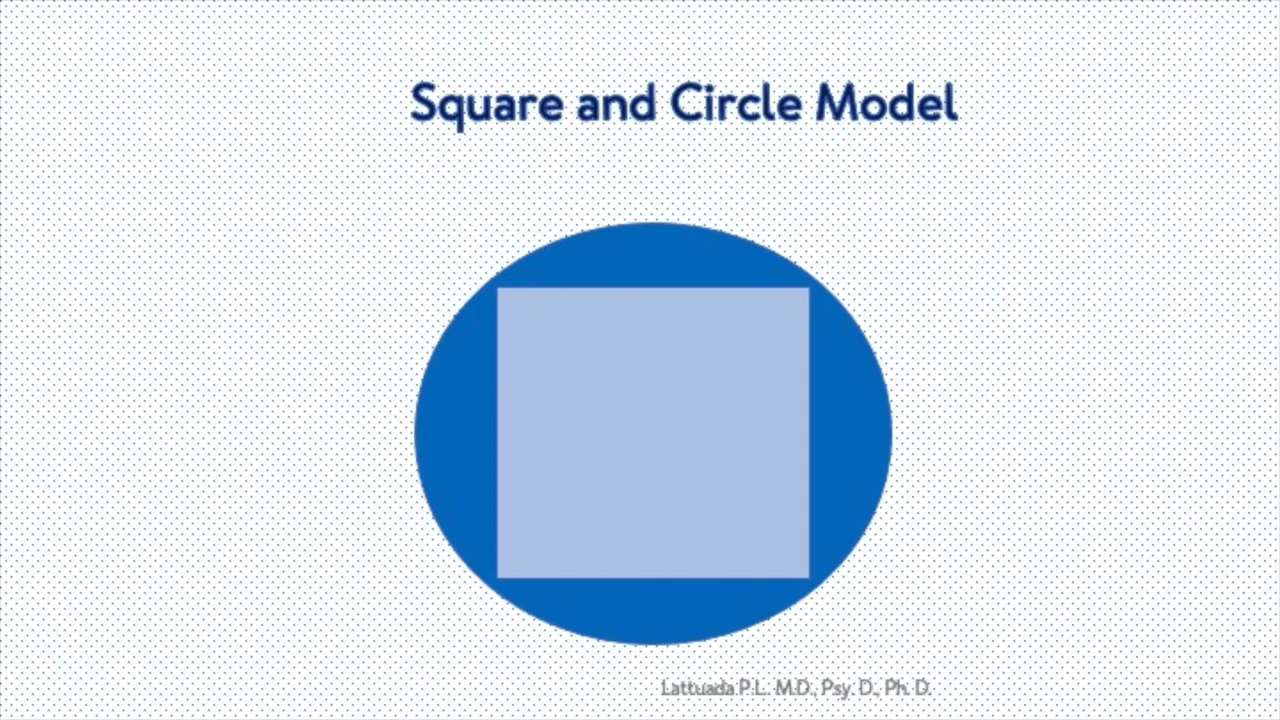 Square and Circle Model
Lattuada P.L. M.D., Psy. D., Ph. D.